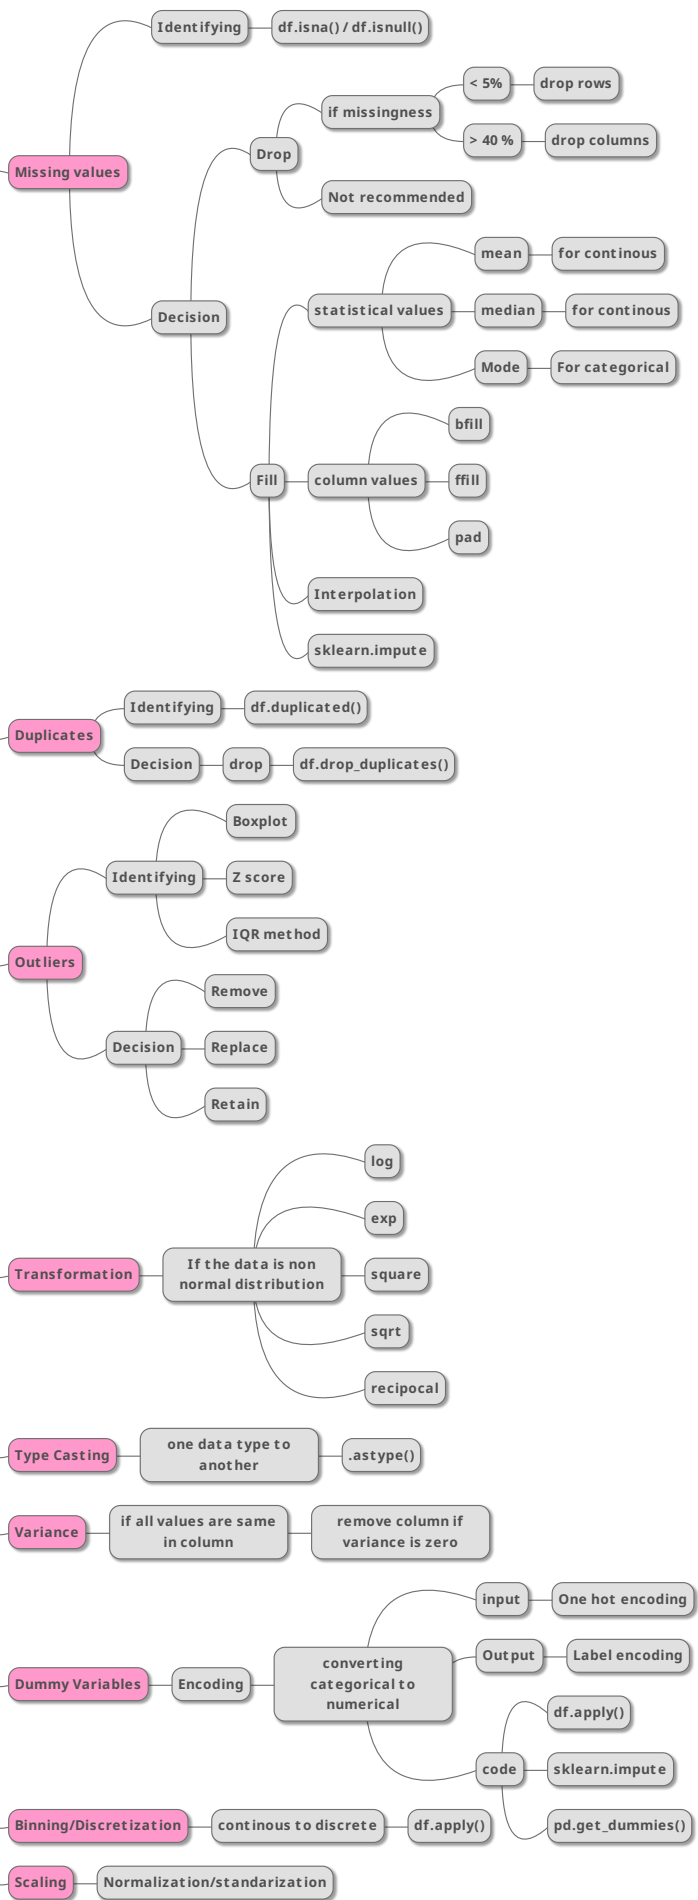 Identifying
df.isna() / df.isnull()
< 5%
drop rows
if missingness
> 40 %
drop columns
Drop
Missing values
Not recommended
mean
for continous
Decision
statistical values
median
for continous
Mode
For categorical
bfill
Fill
column values
ffill
pad
Interpolation
sklearn.impute
Identifying
df.duplicated()
Duplicates
Decision
drop
df.drop_duplicates()
Boxplot
Identifying
Z score
IQR method
Outliers
Remove
Decision
Replace
Retain
log
exp
Transformation
If the data is non
normal distribution
square
sqrt
recipocal
Type Casting
one data type to
another
.astype()
Variance
if all values are same
in column
remove column if
variance is zero
input
One hot encoding
Output
Label encoding
Dummy Variables
Encoding
converting
categorical to
numerical
df.apply()
code
sklearn.impute
pd.get_dummies()
Binning/Discretization
continous to discrete
df.apply()
Scaling
Normalization/standarization